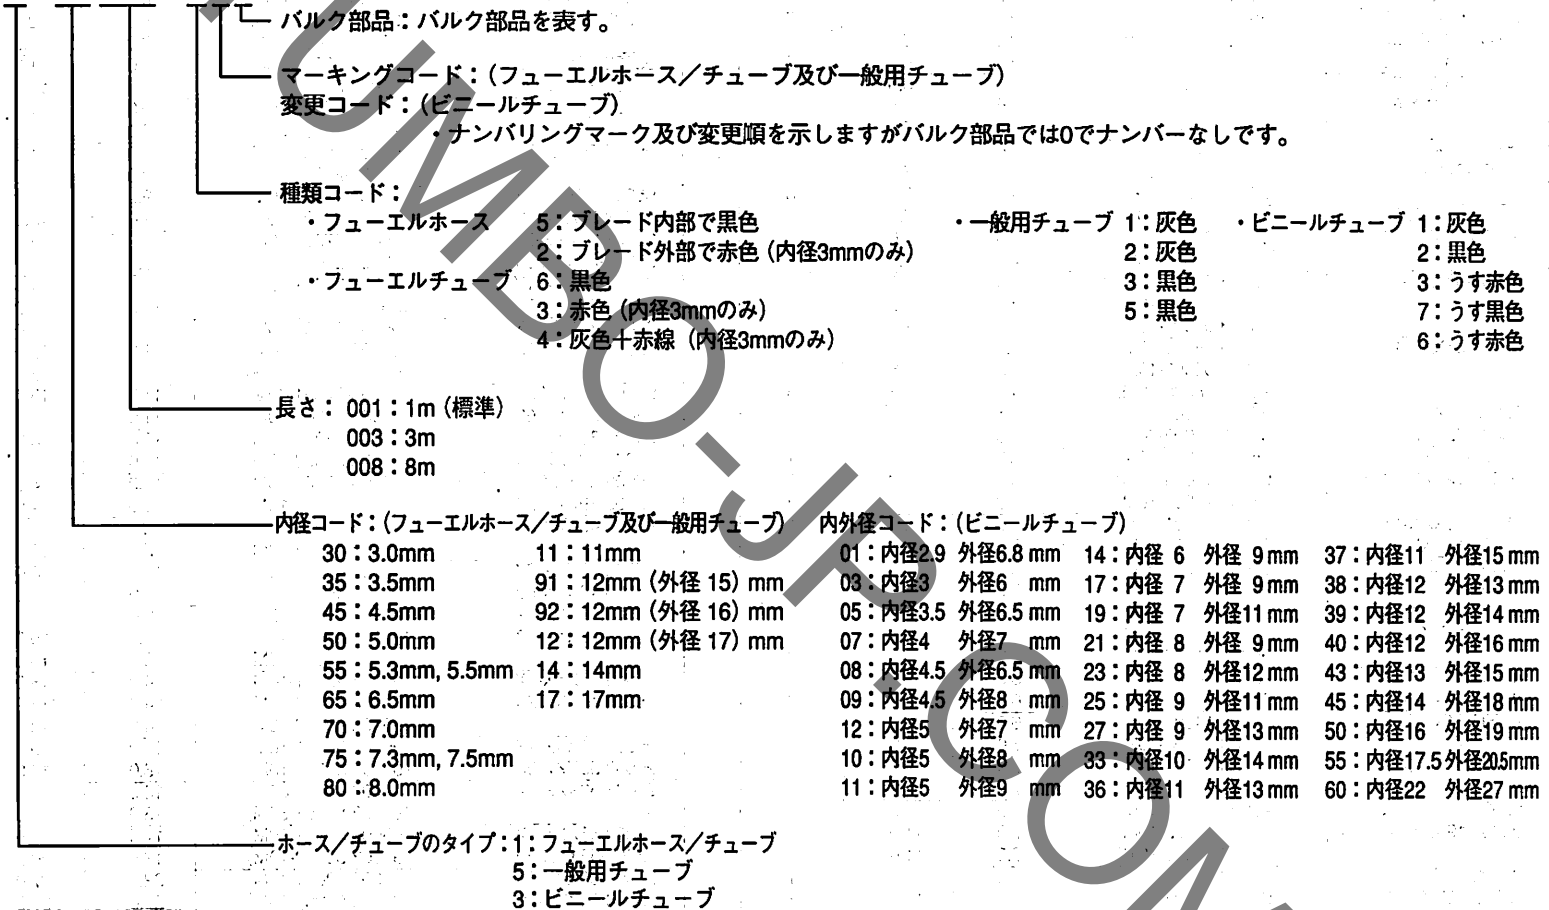 バルク部品：バルク部品を表す。
マーキングコード：(フューエルホース／チューブ及び一般用チューブ)
変更コード：(ビニールチューブ)
・ナンバリングマーク及び変更順を示しますがバルク部品では0でナンバーなしです。
種類コード：
・フューエルホース 5：ブレード内部で黒色 ・一般用チューブ 1：灰色 ・ビニールチューブ 1：灰色
2：ブレード外部で赤色 (内径3mmのみ) 2：灰色 2：黒色
・フューエルチューブ 6：黒色 3：黒色 3：うす赤色
3：赤色 (内径3mmのみ) 5：黒色 7：うす黒色
4：灰色＋赤線 (内径3mmのみ) 6：うす赤色
長さ： 001：1m (標準)
003：3m
008：8m
内径コード：(フューエルホース／チューブ及び一般用チューブ) 内外径コード：(ビニールチューブ)
30：3.0mm 11：11mm 01：内径2.9 外径6.8 mm 14：内径 6 外径 9 mm 37：内径11 外径15 mm
35：3.5mm 91：12mm (外径 15) mm 03：内径3 外径6 mm 17：内径 7 外径 9 mm 38：内径12 外径13 mm
45：4.5mm 92：12mm (外径 16) mm 05：内径3.5 外径6.5 mm 19：内径 7 外径11 mm 39：内径12 外径14 mm
50：5.0mm 12：12mm (外径 17) mm 07：内径4 外径7 mm 21：内径 8 外径 9 mm 40：内径12 外径16 mm
55：5.3mm, 5.5mm 14：14mm 08：内径4.5 外径6.5 mm 23：内径 8 外径12 mm 43：内径13 外径15 mm
65：6.5mm 17：17mm 09：内径4.5 外径8 mm 25：内径 9 外径11 mm 45：内径14 外径18 mm
70：7.0mm 12：内径5 外径7 mm 27：内径 9 外径13 mm 50：内径16 外径19 mm
75：7.3mm, 7.5mm 10：内径5 外径8 mm 33：内径10 外径14 mm 55：内径17.5 外径20.5mm
80：8.0mm 11：内径5 外径9 mm 36：内径11 外径13 mm 60：内径22 外径27 mm
ホース／チューブのタイプ：1：フューエルホース／チューブ
5：一般用チューブ
3：ビニールチューブ
UMBO-JP.COM